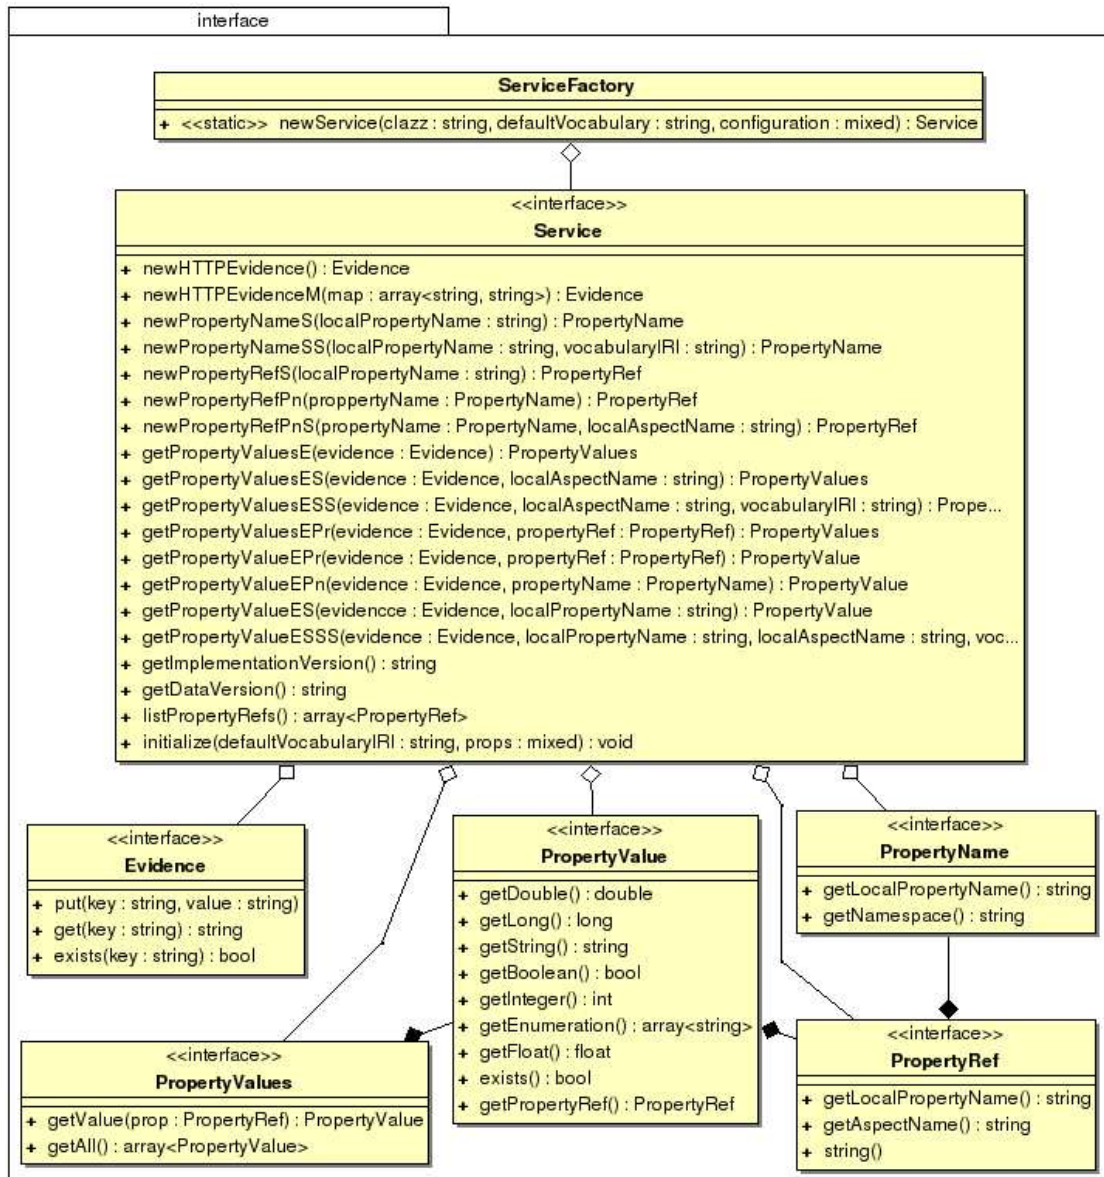 interface
ServiceFactory
+ <<static>> newService(clazz : string, defaultVocabulary : string, configuration : mixed) : Service
<<interface>>
Service
+ newHTTPEvidence() : Evidence
+ newHTTPEvidenceM(map : array<string, string>) : Evidence
+ newPropertyNameS(localPropertyName : string) : PropertyName
+ newPropertyNameSS(localPropertyName : string, vocabularyIRI : string) : PropertyName
+ newPropertyRefS(localPropertyName : string) : PropertyRef
+ newPropertyRefPn(proppertyName : PropertyName) : PropertyRef
+ newPropertyRefPnS(propertyName : PropertyName, localAspectName : string) : PropertyRef
+ getPropertyValuesE(evidence : Evidence) : PropertyValues
+ getPropertyValuesES(evidence : Evidence, localAspectName : string) : PropertyValues
+ getPropertyValuesESS(evidence : Evidence, localAspectName : string, vocabularyIRI : string) : Prope...
+ getPropertyValuesEPr(evidence : Evidence, propertyRef : PropertyRef) : PropertyValues
+ getPropertyValueEPr(evidence : Evidence, propertyRef : PropertyRef) : PropertyValue
+ getPropertyValueEPn(evidence : Evidence, propertyName : PropertyName) : PropertyValue
+ getPropertyValueES(evidencce : Evidence, localPropertyName : string) : PropertyValue
+ getPropertyValueESSS(evidence : Evidence, localPropertyName : string, localAspectName : string, voc...
+ getImplementationVersion() : string
+ getDataVersion() : string
+ listPropertyRefs() : array<PropertyRef>
+ initialize(defaultVocabularyIRI : string, props : mixed) : void
<<interface>>
Evidence
+ put(key : string, value : string)
+ get(key : string) : string
+ exists(key : string) : bool
<<interface>>
PropertyValue
+ getDouble() : double
+ getLong() : long
+ getString() : string
+ getBoolean() : bool
+ getInteger() : int
+ getEnumeration() : array<string>
+ getFloat() : float
+ exists() : bool
+ getPropertyRef() : PropertyRef
<<interface>>
PropertyName
+ getLocalPropertyName() : string
+ getNamespace() : string
<<interface>>
PropertyValues
+ getValue(prop : PropertyRef) : PropertyValue
+ getAll() : array<PropertyValue>
<<interface>>
PropertyRef
+ getLocalPropertyName() : string
+ getAspectName() : string
+ string()